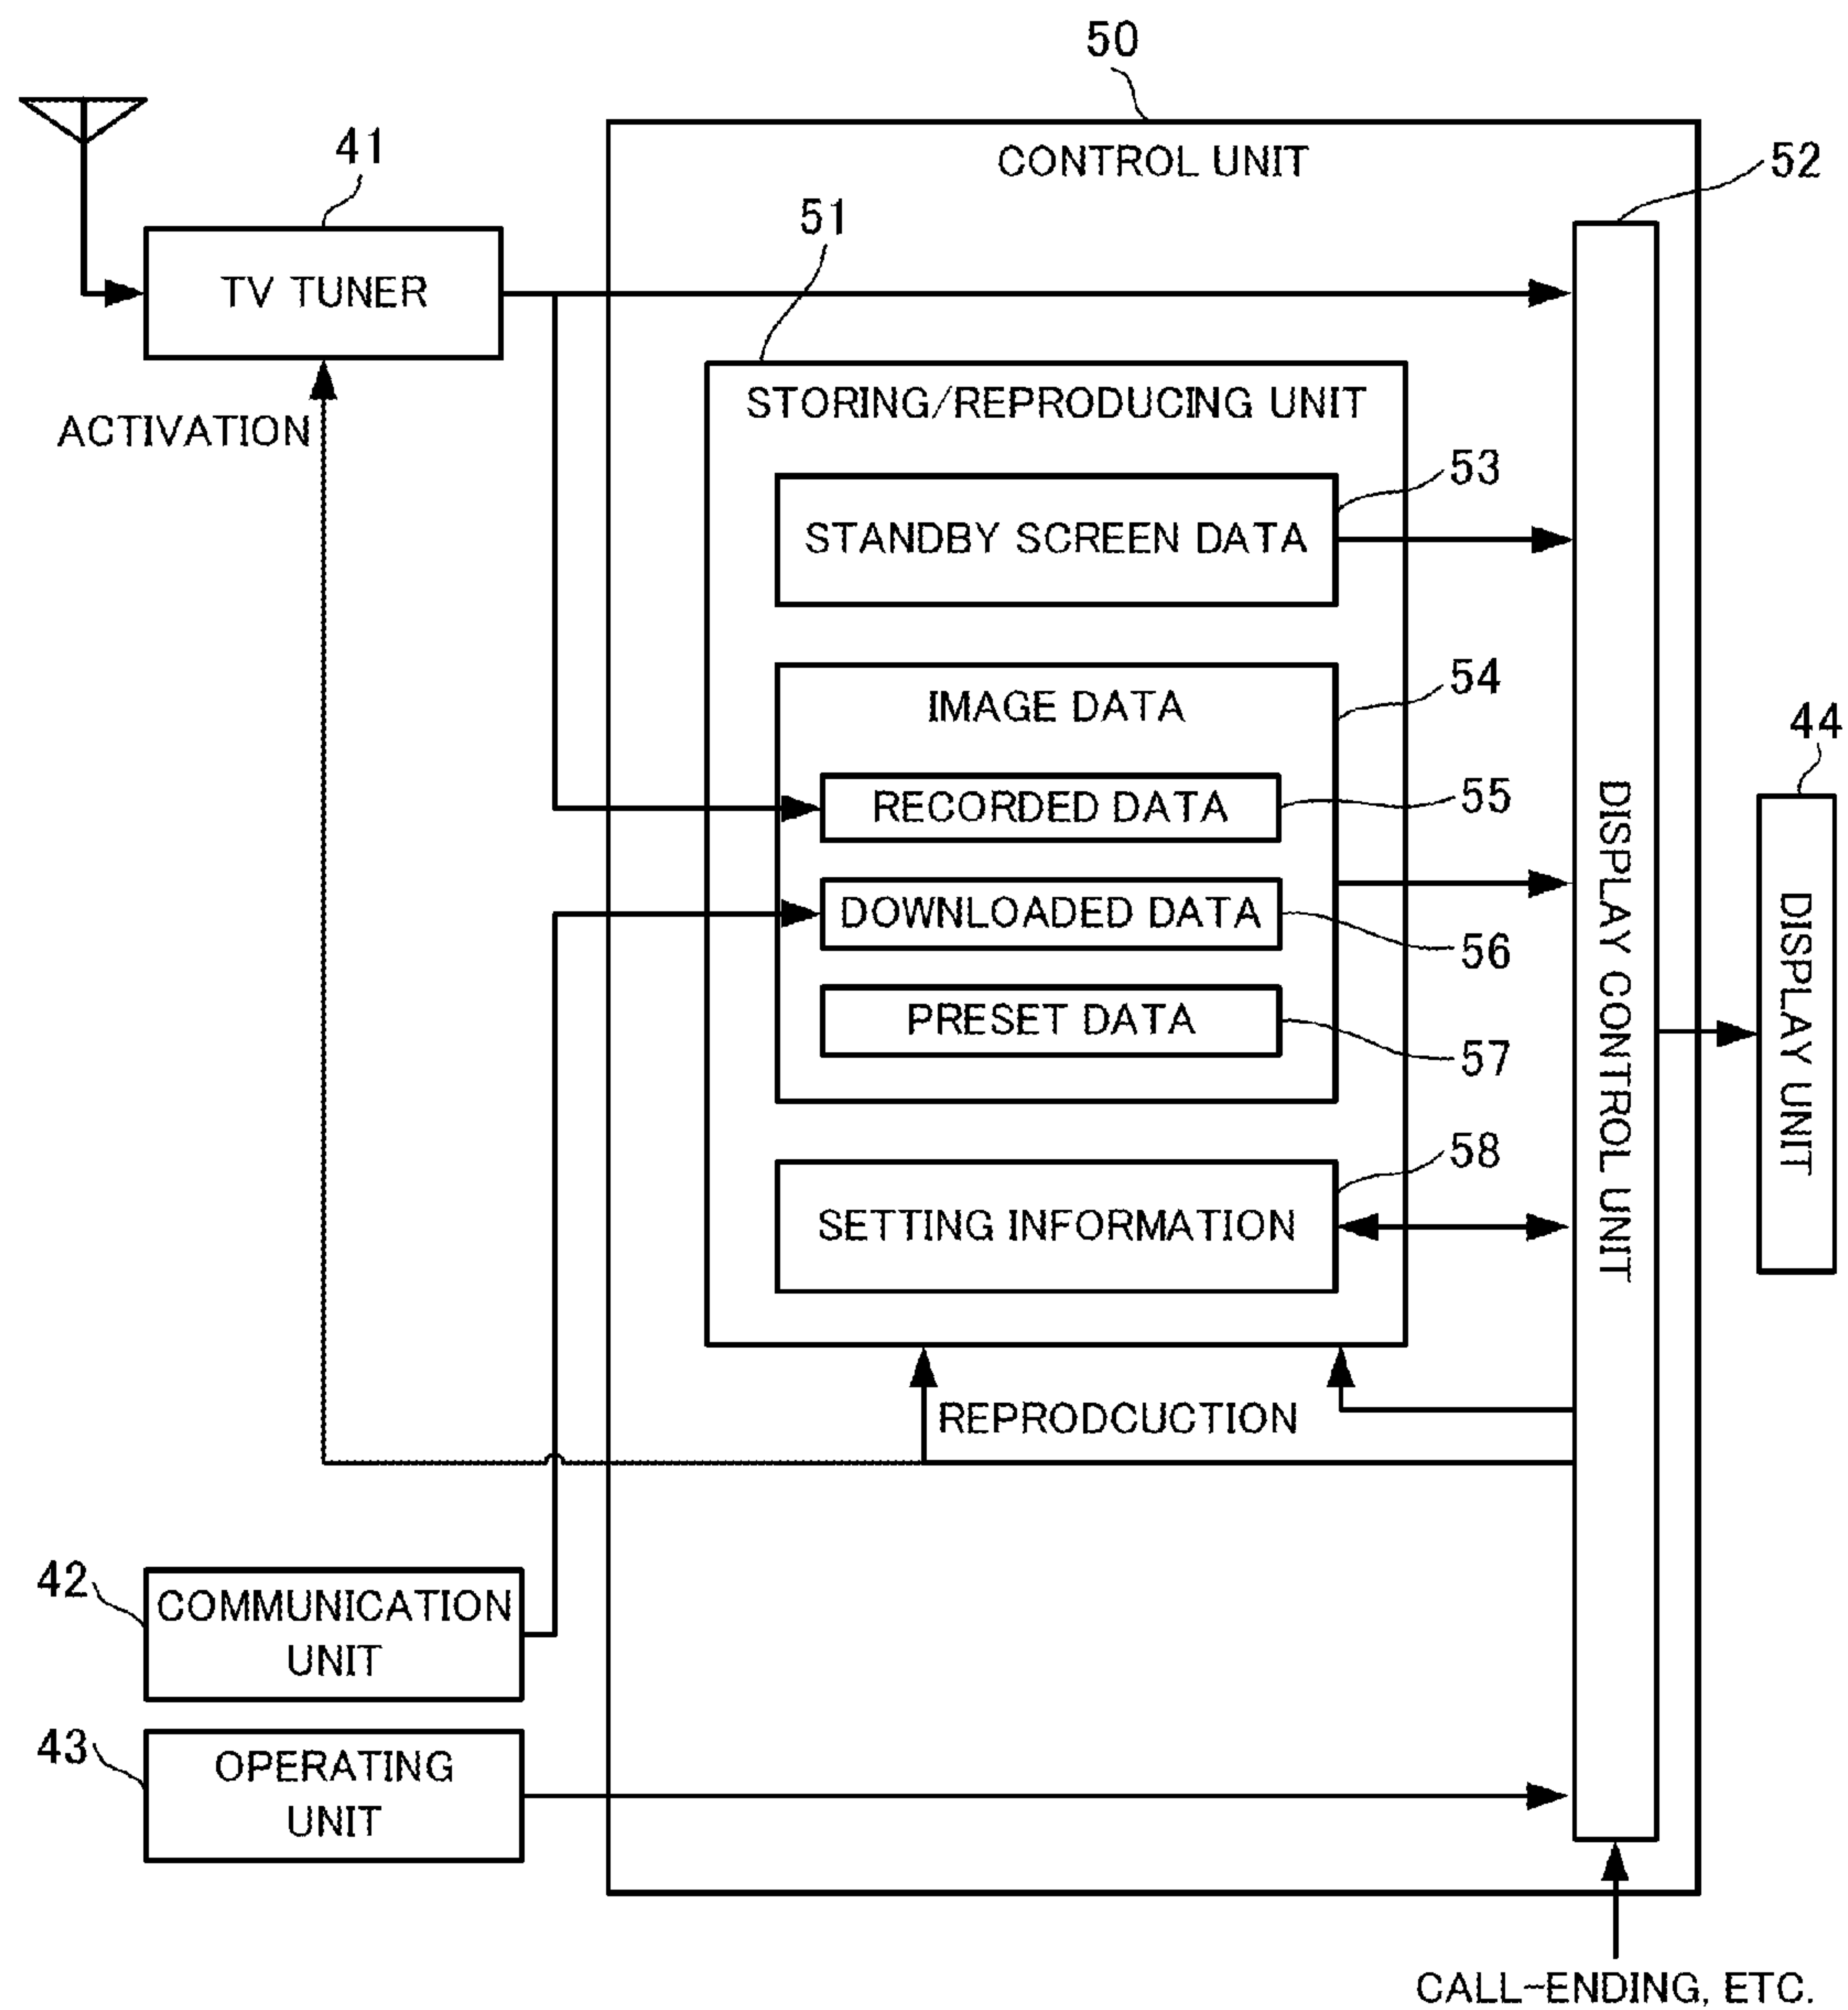 50
CONTROL UNIT
52
41
51
TV TUNER
STORING/REPRODUCING UNIT
ACTIVATION
53
STANDBY SCREEN DATA
54
IMAGE DATA
44
55
RECORDED DATA
DOWNLOADED DATA
56
PRESET DATA
57
DISPLAY CONTROL UNIT
DISPLAY UNIT
58
SETTING INFORMATION
REPRODCUCTION
42
COMMUNICATION
UNIT
43
OPERATING
UNIT
CALL-ENDING, ETC.